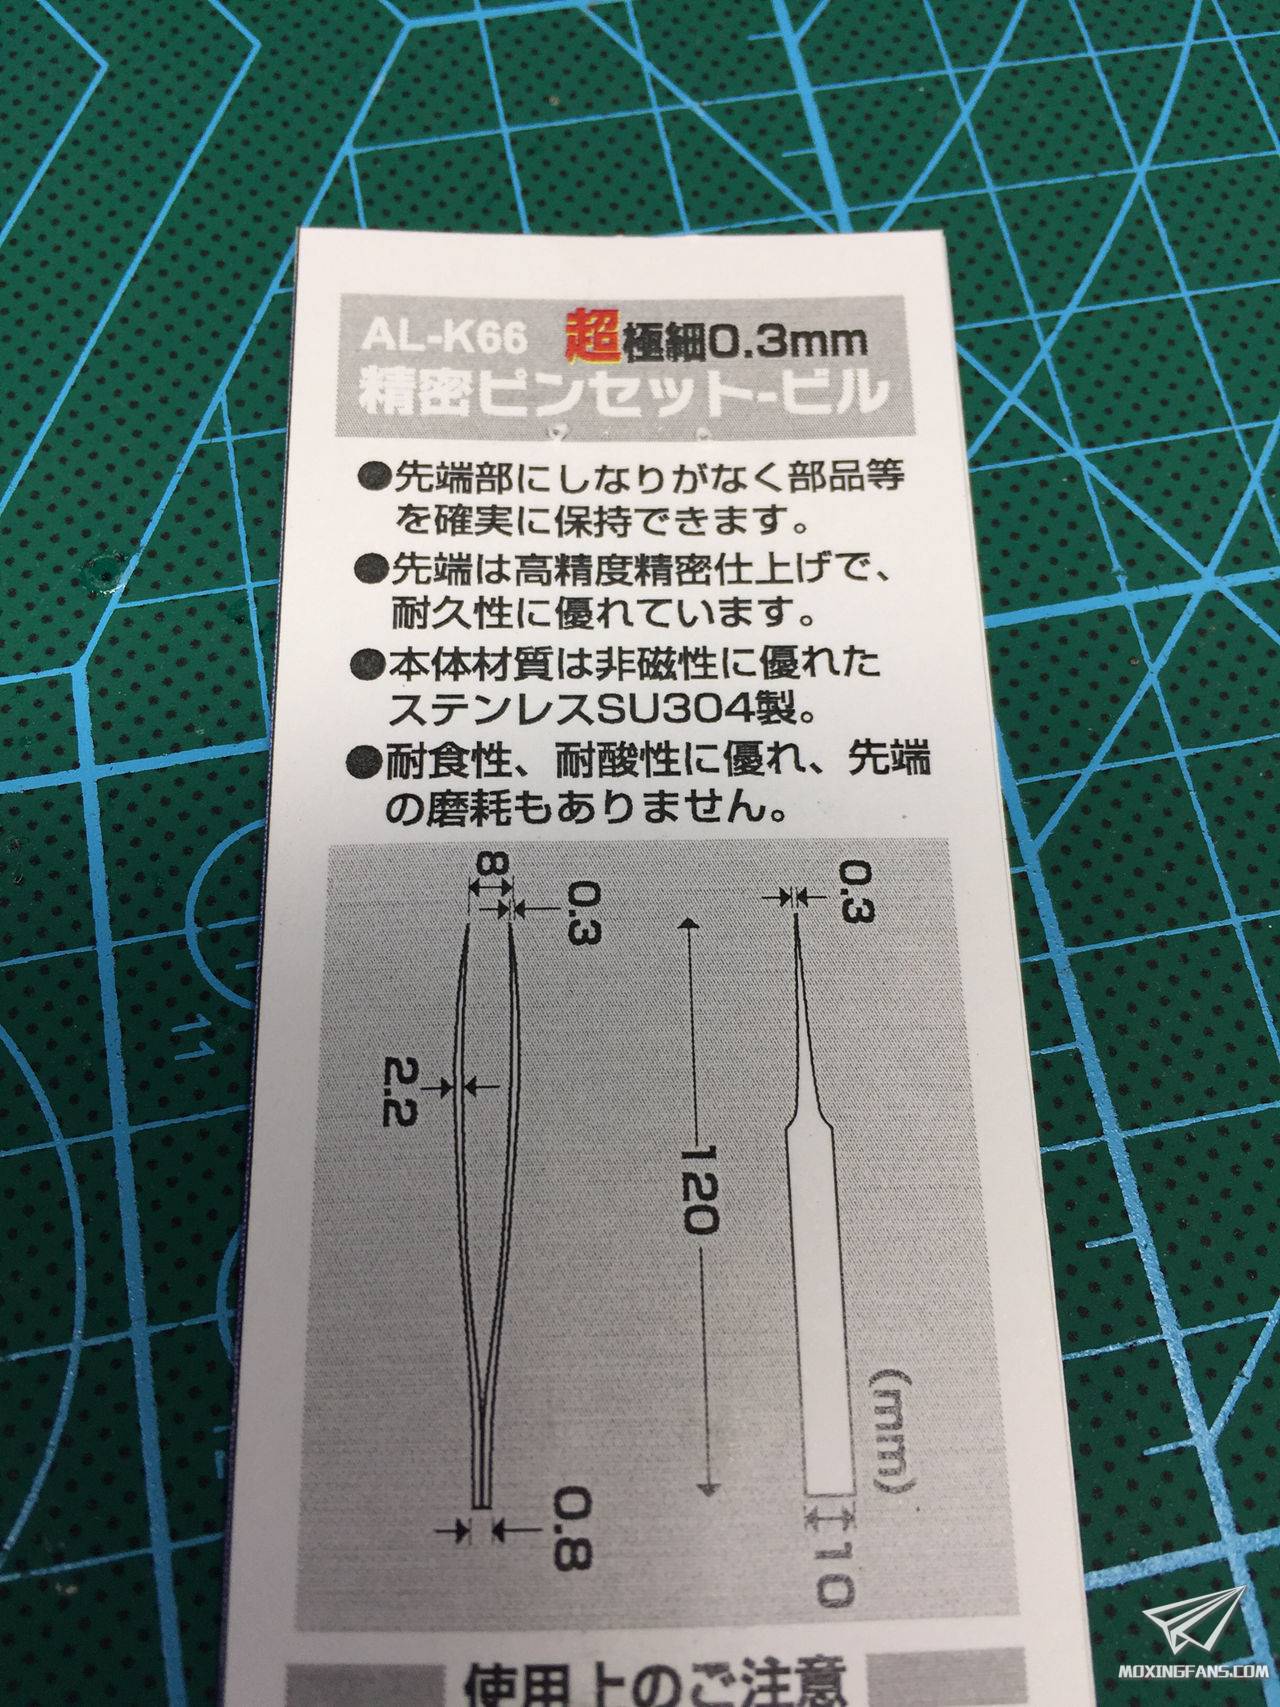 AL-K66 超極細0.3mm
精密ピンセット-ビル
●先端部にしなりがなく部品等
を確実に保持できます。
●先端は高精度精密仕上げで、
耐久性に優れています。
●本体材質は非磁性に優れた
ステンレスSU304製。
●耐食性、耐酸性に優れ、先端
の磨耗もありません。
8
0.3
0.3
2.2
120
(mm)
0.8
10
使用上のご注意
11
MOXINGFANS.COM